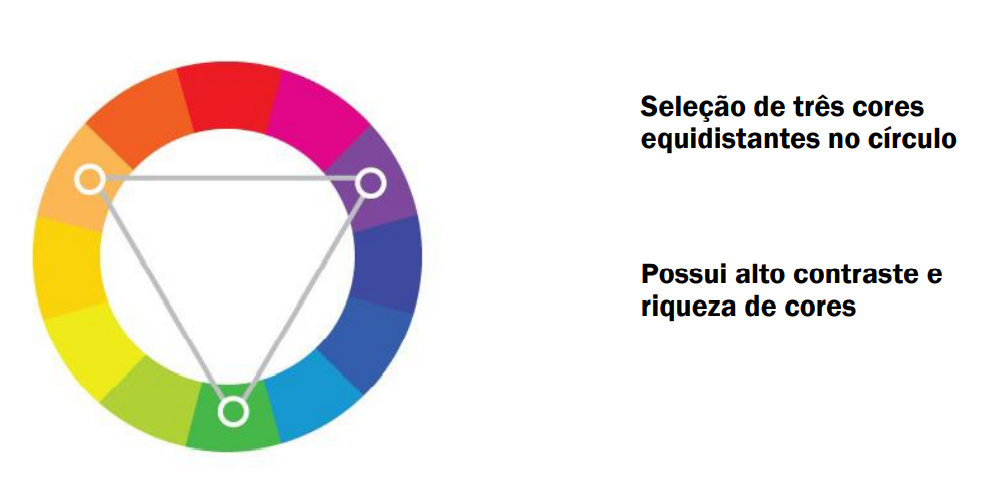 Seleção de três cores
equidistantes no círculo
Possui alto contraste e
riqueza de cores